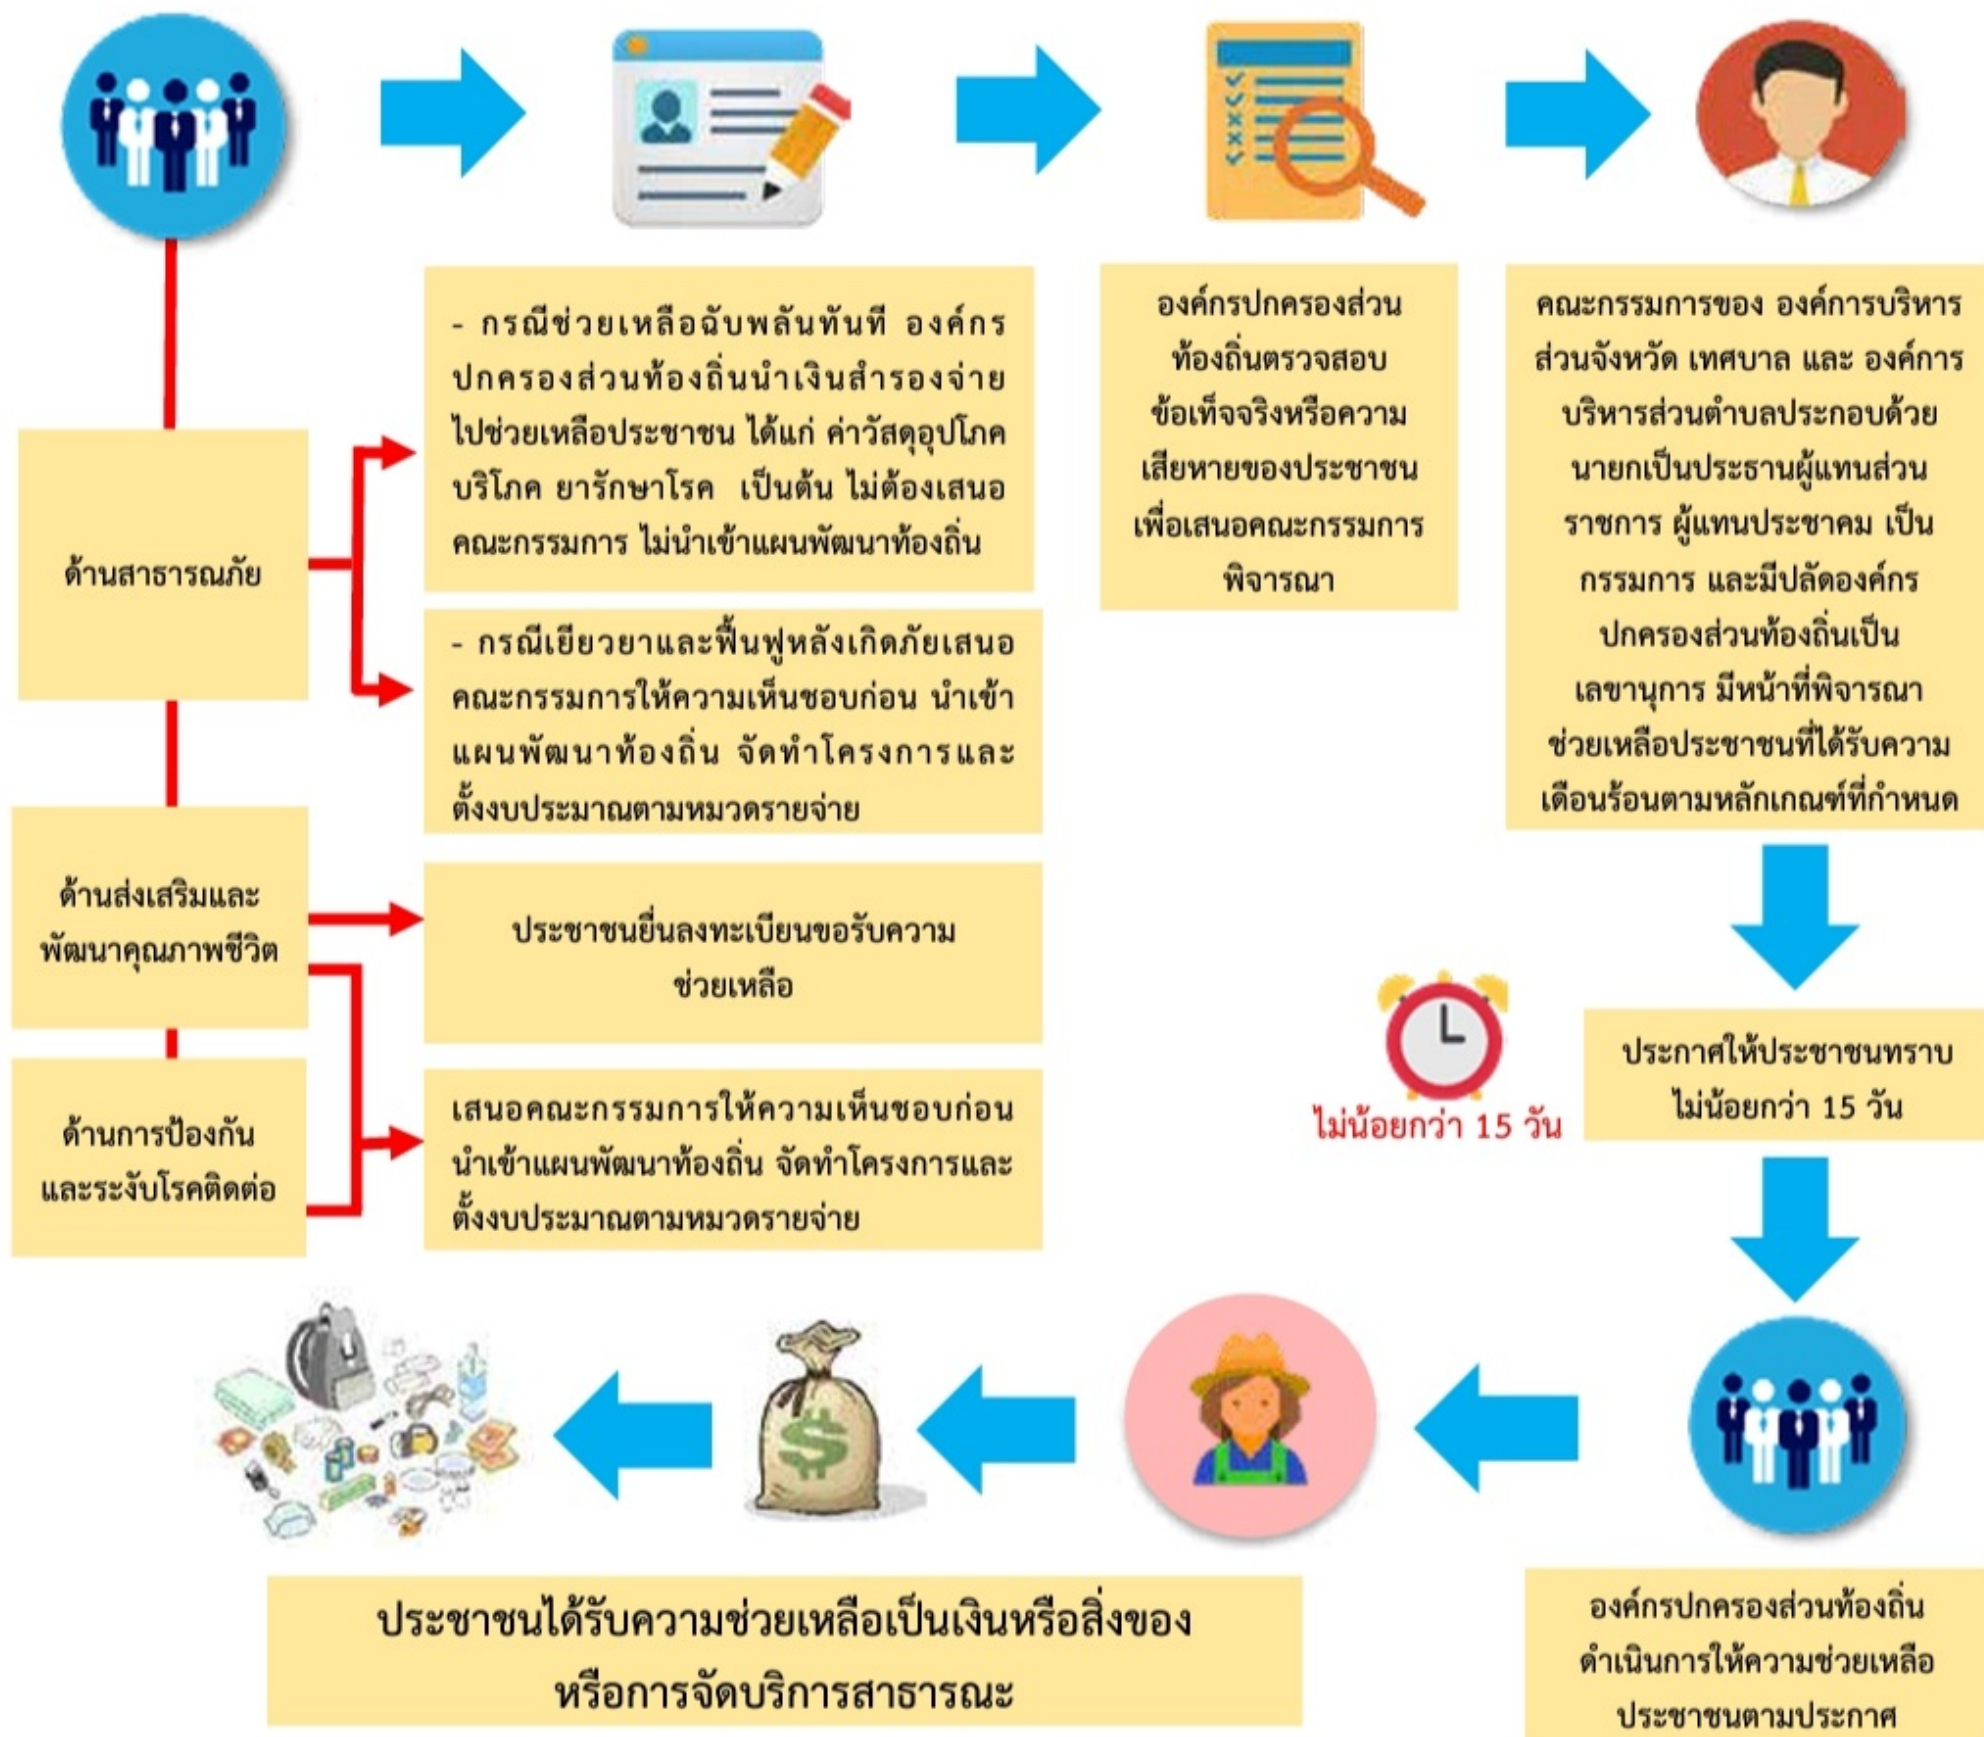 - กรณีช่วยเหลือฉับพลันทันที องค์กร
ปกครองส่วนท้องถิ่นนำเงินสำรองจ่าย
ไปช่วยเหลือประชาชน ได้แก่ ค่าวัสดุอุปโภค
บริโภค ยารักษาโรค เป็นต้น ไม่ต้องเสนอ
คณะกรรมการ ไม่นำเข้าแผนพัฒนาท้องถิ่น
องค์กรปกครองส่วน
ท้องถิ่นตรวจสอบ
ข้อเท็จจริงหรือความ
เสียหายของประชาชน
เพื่อเสนอคณะกรรมการ
พิจารณา
คณะกรรมการของ องค์การบริหาร
ส่วนจังหวัด เทศบาล และ องค์การ
บริหารส่วนตำบลประกอบด้วย
นายกเป็นประธานผู้แทนส่วน
ราชการ ผู้แทนประชาคม เป็น
กรรมการ และมีปลัดองค์กร
ปกครองส่วนท้องถิ่นเป็น
เลขานุการ มีหน้าที่พิจารณา
ช่วยเหลือประชาชนที่ได้รับความ
เดือนร้อนตามหลักเกณฑ์ที่กำหนด
ด้านสาธารณภัย
- กรณีเยียวยาและฟื้นฟูหลังเกิดภัยเสนอ
คณะกรรมการให้ความเห็นชอบก่อน นำเข้า
แผนพัฒนาท้องถิ่น จัดทำโครงการและ
ตั้งงบประมาณตามหมวดรายจ่าย
ด้านส่งเสริมและ
พัฒนาคุณภาพชีวิต
ประชาชนยื่นลงทะเบียนขอรับความ
ช่วยเหลือ
ไม่น้อยกว่า 15 วัน
ประกาศให้ประชาชนทราบ
ไม่น้อยกว่า 15 วัน
ด้านการป้องกัน
และระงับโรคติดต่อ
เสนอคณะกรรมการให้ความเห็นชอบก่อน
นำเข้าแผนพัฒนาท้องถิ่น จัดทำโครงการและ
ตั้งงบประมาณตามหมวดรายจ่าย
ประชาชนได้รับความช่วยเหลือเป็นเงินหรือสิ่งของ
หรือการจัดบริการสาธารณะ
องค์กรปกครองส่วนท้องถิ่น
ดำเนินการให้ความช่วยเหลือ
ประชาชนตามประกาศ